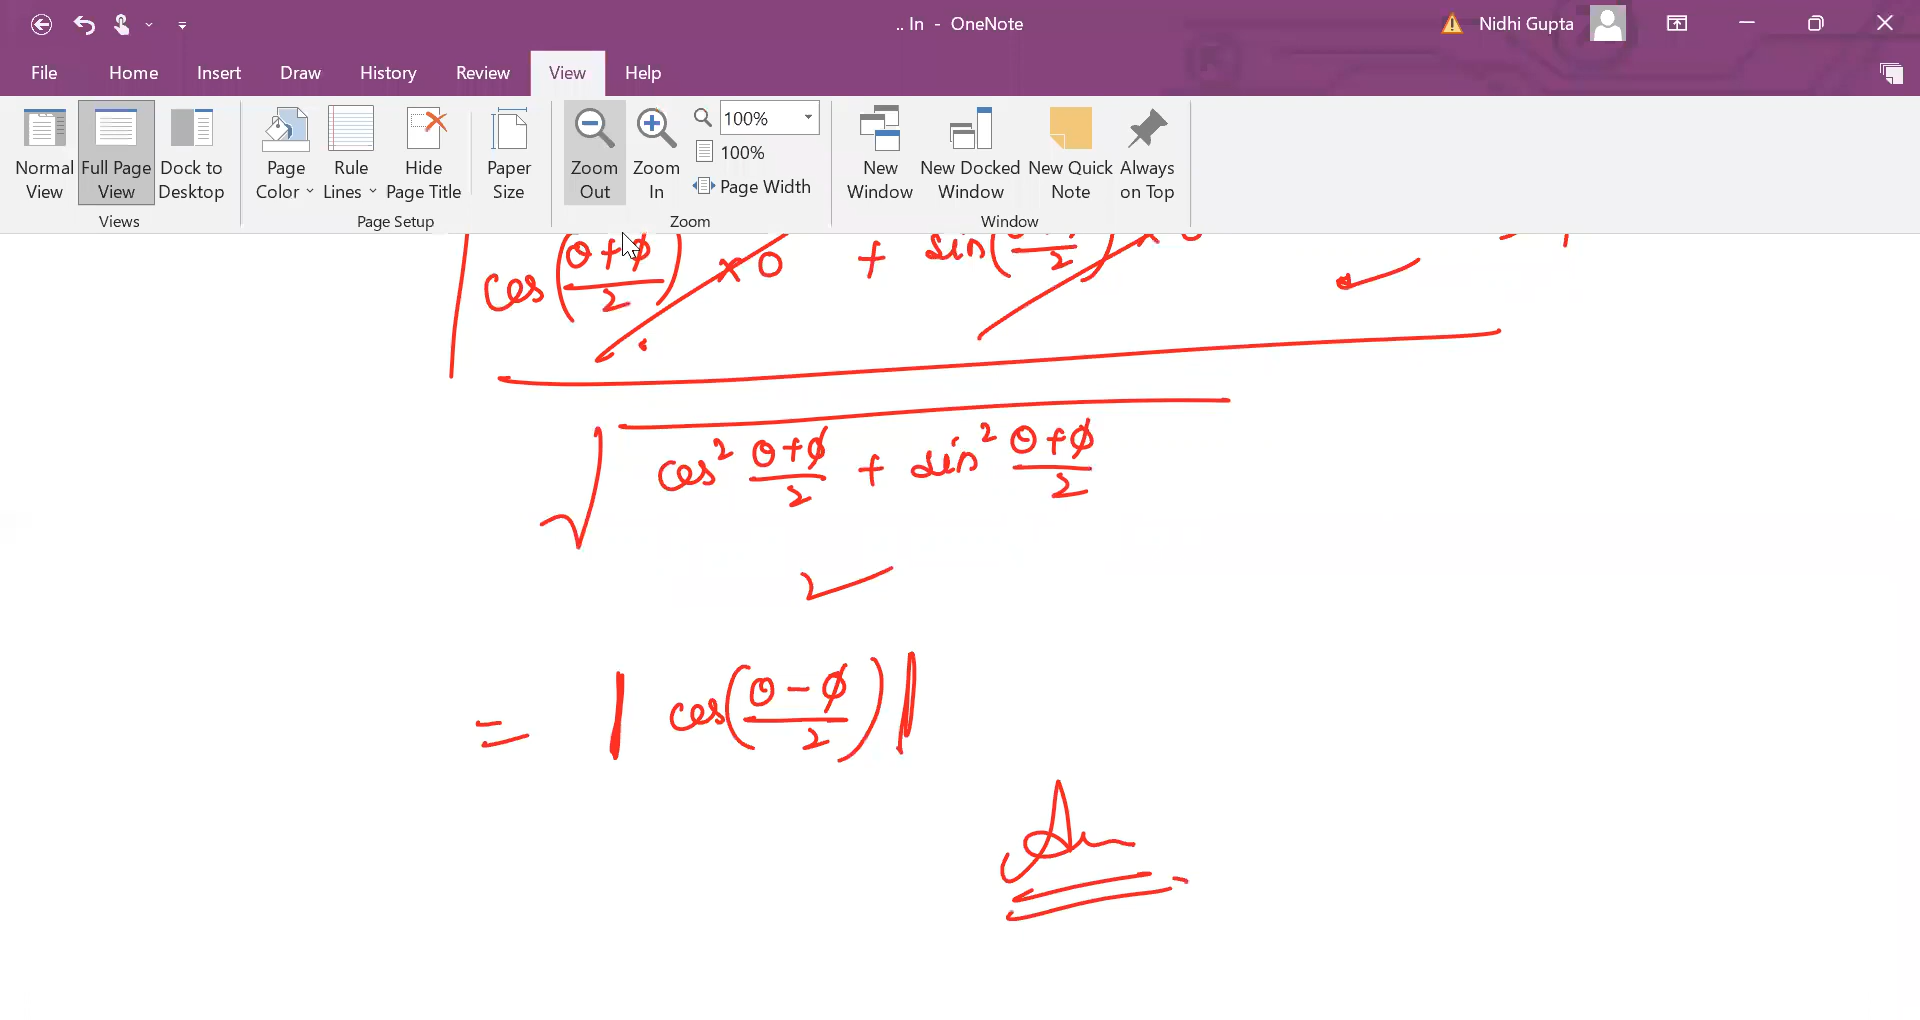 .. In - OneNote
Nidhi Gupta
File Home Insert Draw History Review View Help
100%
100%
Page Width
Normal View
Full Page View
Dock to Desktop
Page Color
Rule Lines
Hide Page Title
Paper Size
Zoom Out
Zoom In
New Window
New Docked Window
New Quick Note
Always on Top
Views
Page Setup
Zoom
Window
| cos(θ+ϕ/2) × 0 + sin( /2) =
√ cos² θ+ϕ/2 + sin² θ+ϕ/2
= | cos(θ-ϕ/2) |
Ans